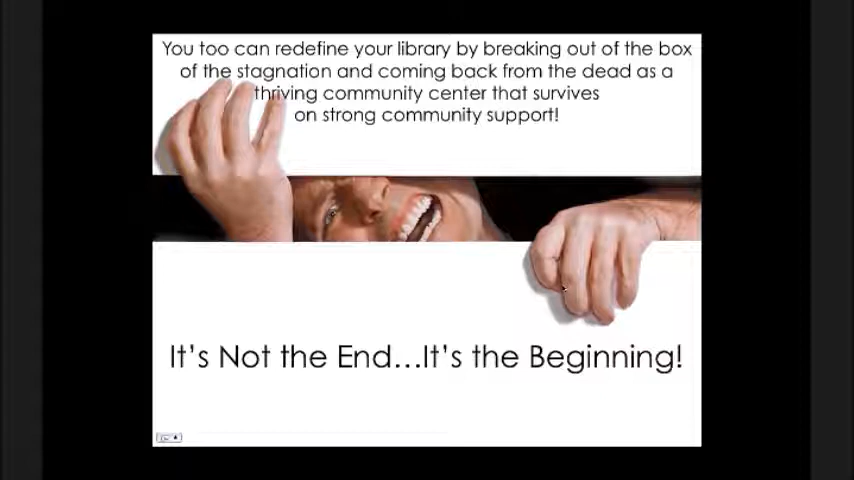 You too can redefine your library by breaking out of the box
of the stagnation and coming back from the dead as a
thriving community center that survives
on strong community support!
It's Not the End...It's the Beginning!